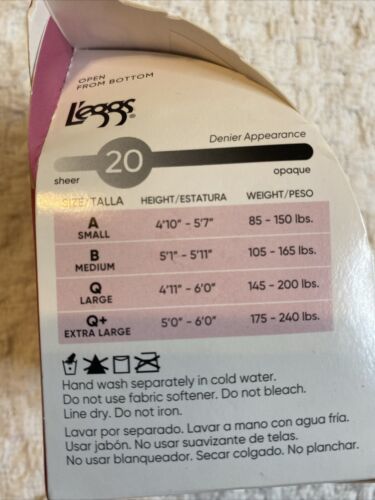 OPEN
FROM BOTTOM
L'eggs®
Denier Appearance
20
sheer opaque
SIZE/TALLA HEIGHT/ESTATURA WEIGHT/PESO
A
SMALL 4'10" - 5'7" 85 - 150 lbs.
B
MEDIUM 5'1" - 5'11" 105 - 165 lbs.
Q
LARGE 4'11" - 6'0" 145 - 200 lbs.
Q+
EXTRA LARGE 5'0" - 6'0" 175 - 240 lbs.
Hand wash separately in cold water.
Do not use fabric softener. Do not bleach.
Line dry. Do not iron.
Lavar por separado. Lavar a mano con agua fría.
Usar jabón. No usar suavizante de telas.
No usar blanqueador. Secar colgado. No planchar.